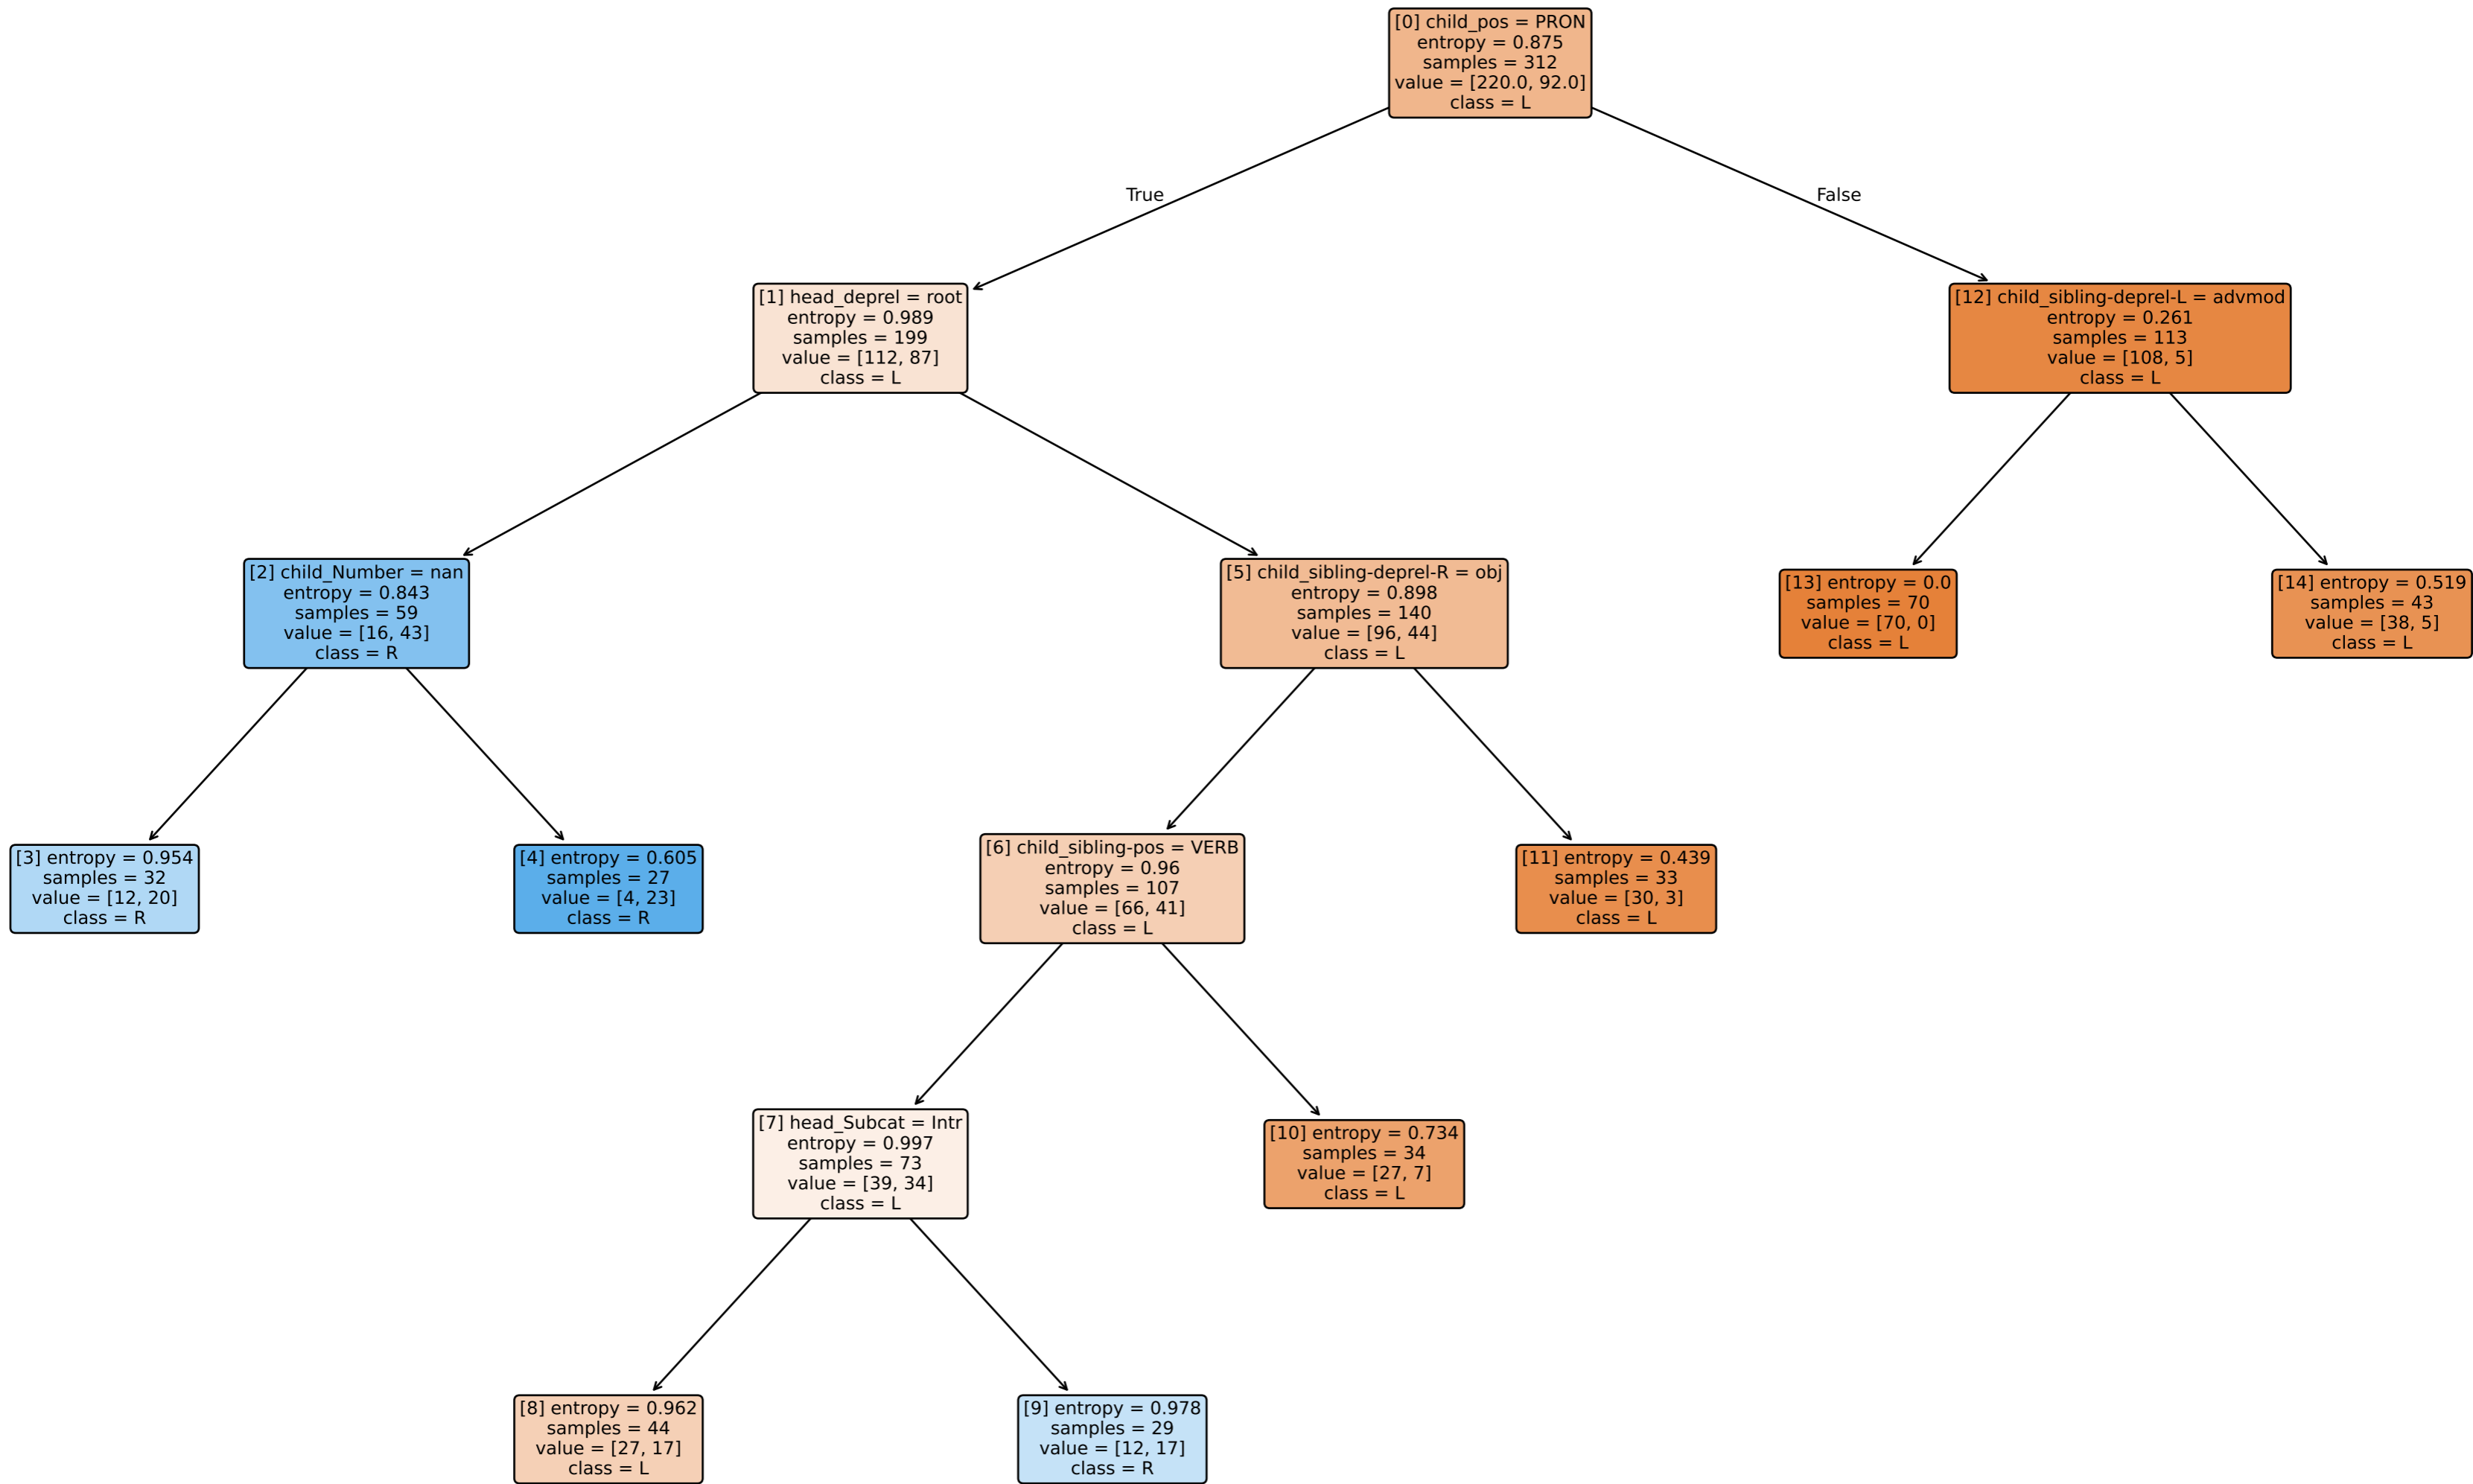 [0] child_pos = PRON
entropy = 0.875
samples = 312
value = [220.0, 92.0]
class = L
True
False
[1] head_deprel = root
entropy = 0.989
samples = 199
value = [112, 87]
class = L
[12] child_sibling-deprel-L = advmod
entropy = 0.261
samples = 113
value = [108, 5]
class = L
[2] child_Number = nan
entropy = 0.843
samples = 59
value = [16, 43]
class = R
[5] child_sibling-deprel-R = obj
entropy = 0.898
samples = 140
value = [96, 44]
class = L
[13] entropy = 0.0
samples = 70
value = [70, 0]
class = L
[14] entropy = 0.519
samples = 43
value = [38, 5]
class = L
[3] entropy = 0.954
samples = 32
value = [12, 20]
class = R
[4] entropy = 0.605
samples = 27
value = [4, 23]
class = R
[6] child_sibling-pos = VERB
entropy = 0.96
samples = 107
value = [66, 41]
class = L
[11] entropy = 0.439
samples = 33
value = [30, 3]
class = L
[7] head_Subcat = Intr
entropy = 0.997
samples = 73
value = [39, 34]
class = L
[10] entropy = 0.734
samples = 34
value = [27, 7]
class = L
[8] entropy = 0.962
samples = 44
value = [27, 17]
class = L
[9] entropy = 0.978
samples = 29
value = [12, 17]
class = R